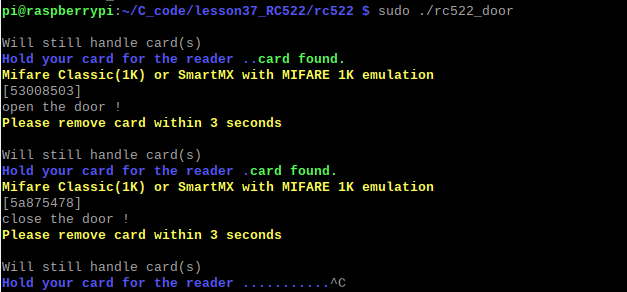 pi@raspberrypi:~/C_code/lesson37_RC522/rc522 $ sudo ./rc522_door
Will still handle card(s)
Hold your card for the reader ..card found.
Mifare Classic(1K) or SmartMX with MIFARE 1K emulation
[53008503]
open the door !
Please remove card within 3 seconds
Will still handle card(s)
Hold your card for the reader .card found.
Mifare Classic(1K) or SmartMX with MIFARE 1K emulation
[5a875478]
close the door !
Please remove card within 3 seconds
Will still handle card(s)
Hold your card for the reader ...........^C